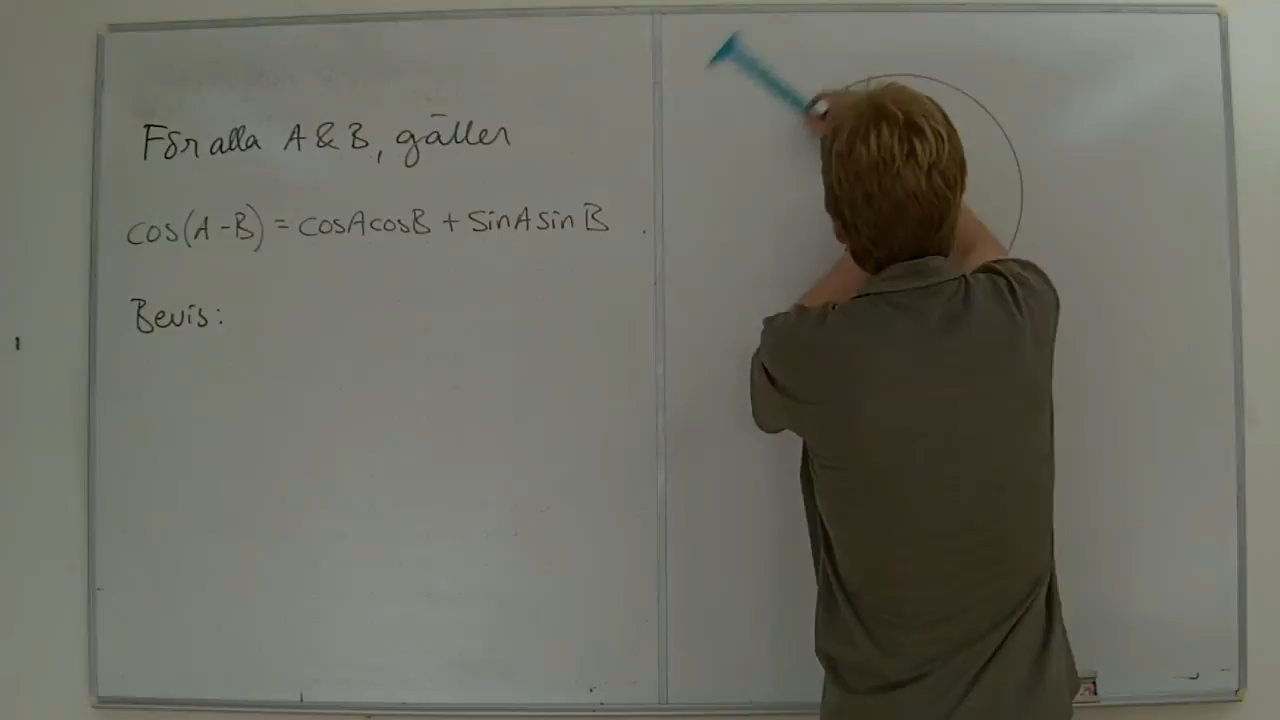 För alla A & B, gäller
cos(A-B) = cosAcosB + sinAsinB.
Bevis: